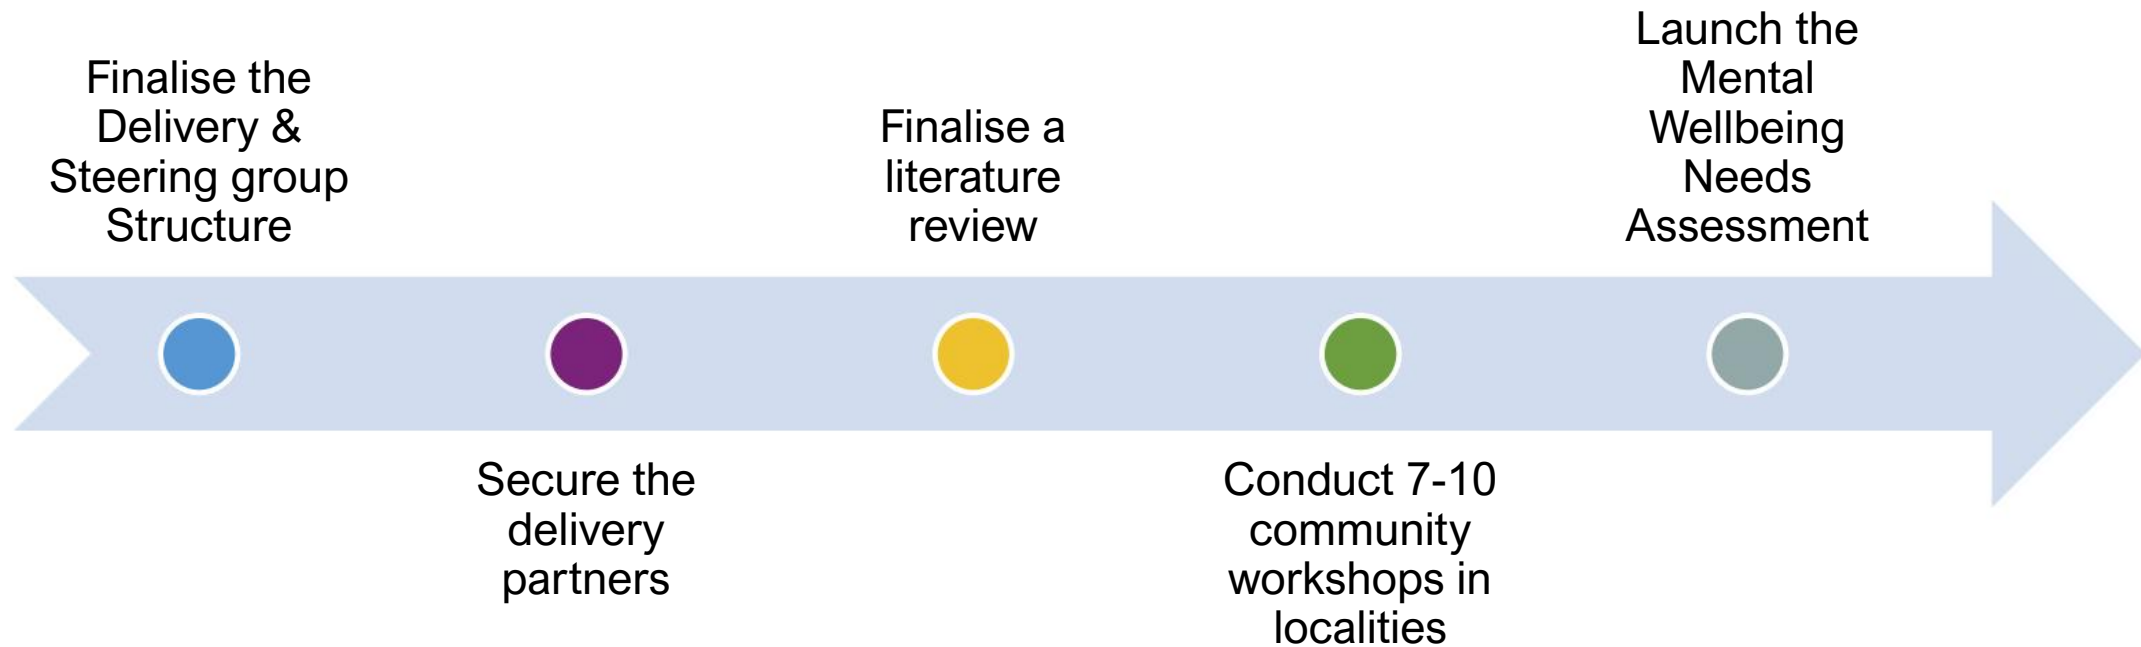 Finalise the
Delivery &
Steering group
Structure
Secure the
delivery
partners
Finalise a
literature
review
Conduct 7-10
community
workshops in
localities
Launch the
Mental
Wellbeing
Needs
Assessment